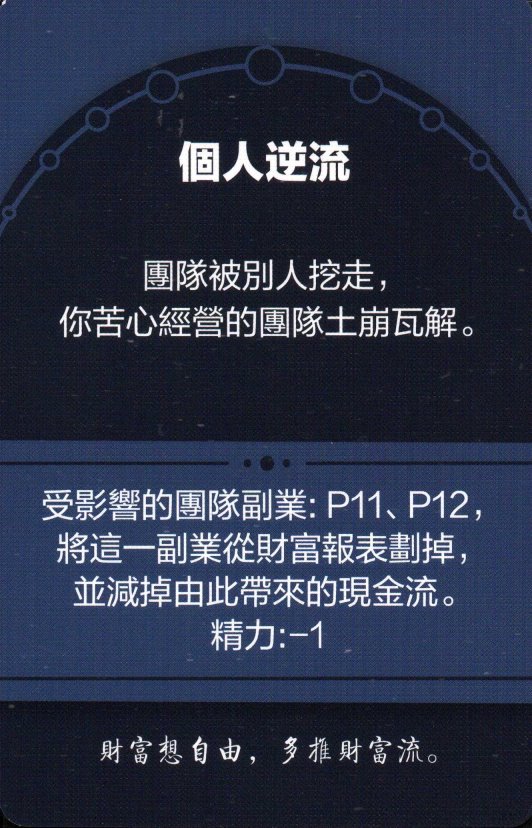 個人逆流
團隊被別人挖走，
你苦心經營的團隊土崩瓦解。
受影響的團隊副業: P11、P12，
將這一副業從財富報表劃掉，
並減掉由此帶來的現金流。
精力:−1
財富想自由，多推財富流。